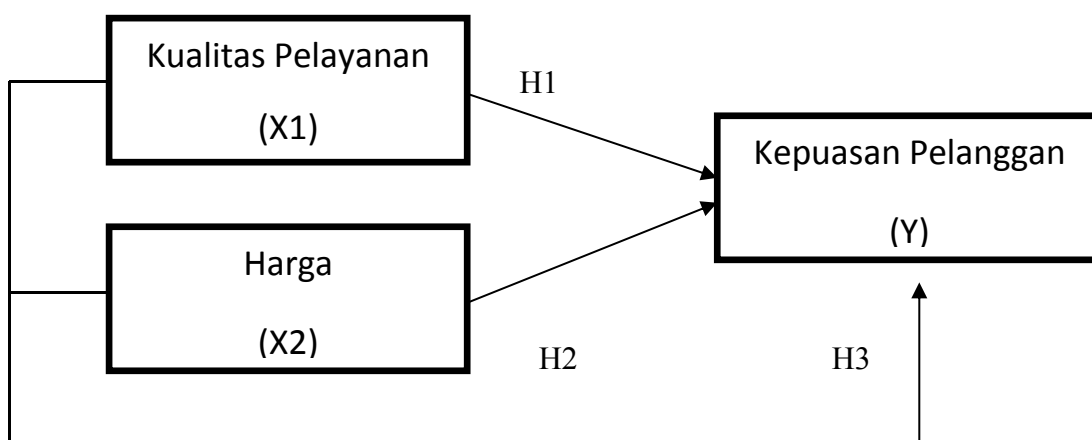 Kualitas Pelayanan
(X1)
H1
Kepuasan Pelanggan
(Y)
Harga
(X2)
H2
H3